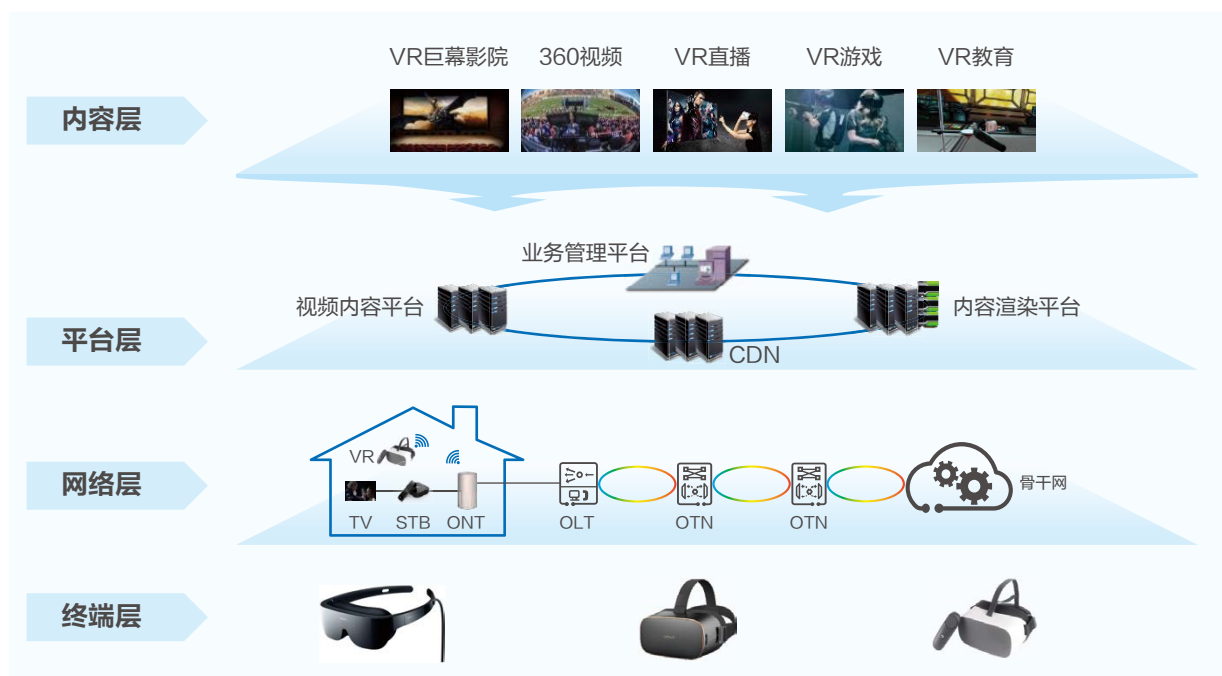 VR巨幕影院
360视频
VR直播
VR游戏
VR教育
内容层
业务管理平台
视频内容平台
内容渲染平台
平台层
CDN
VR
网络层
骨干网
TV
STB
ONT
OLT
OTN
OTN
终端层